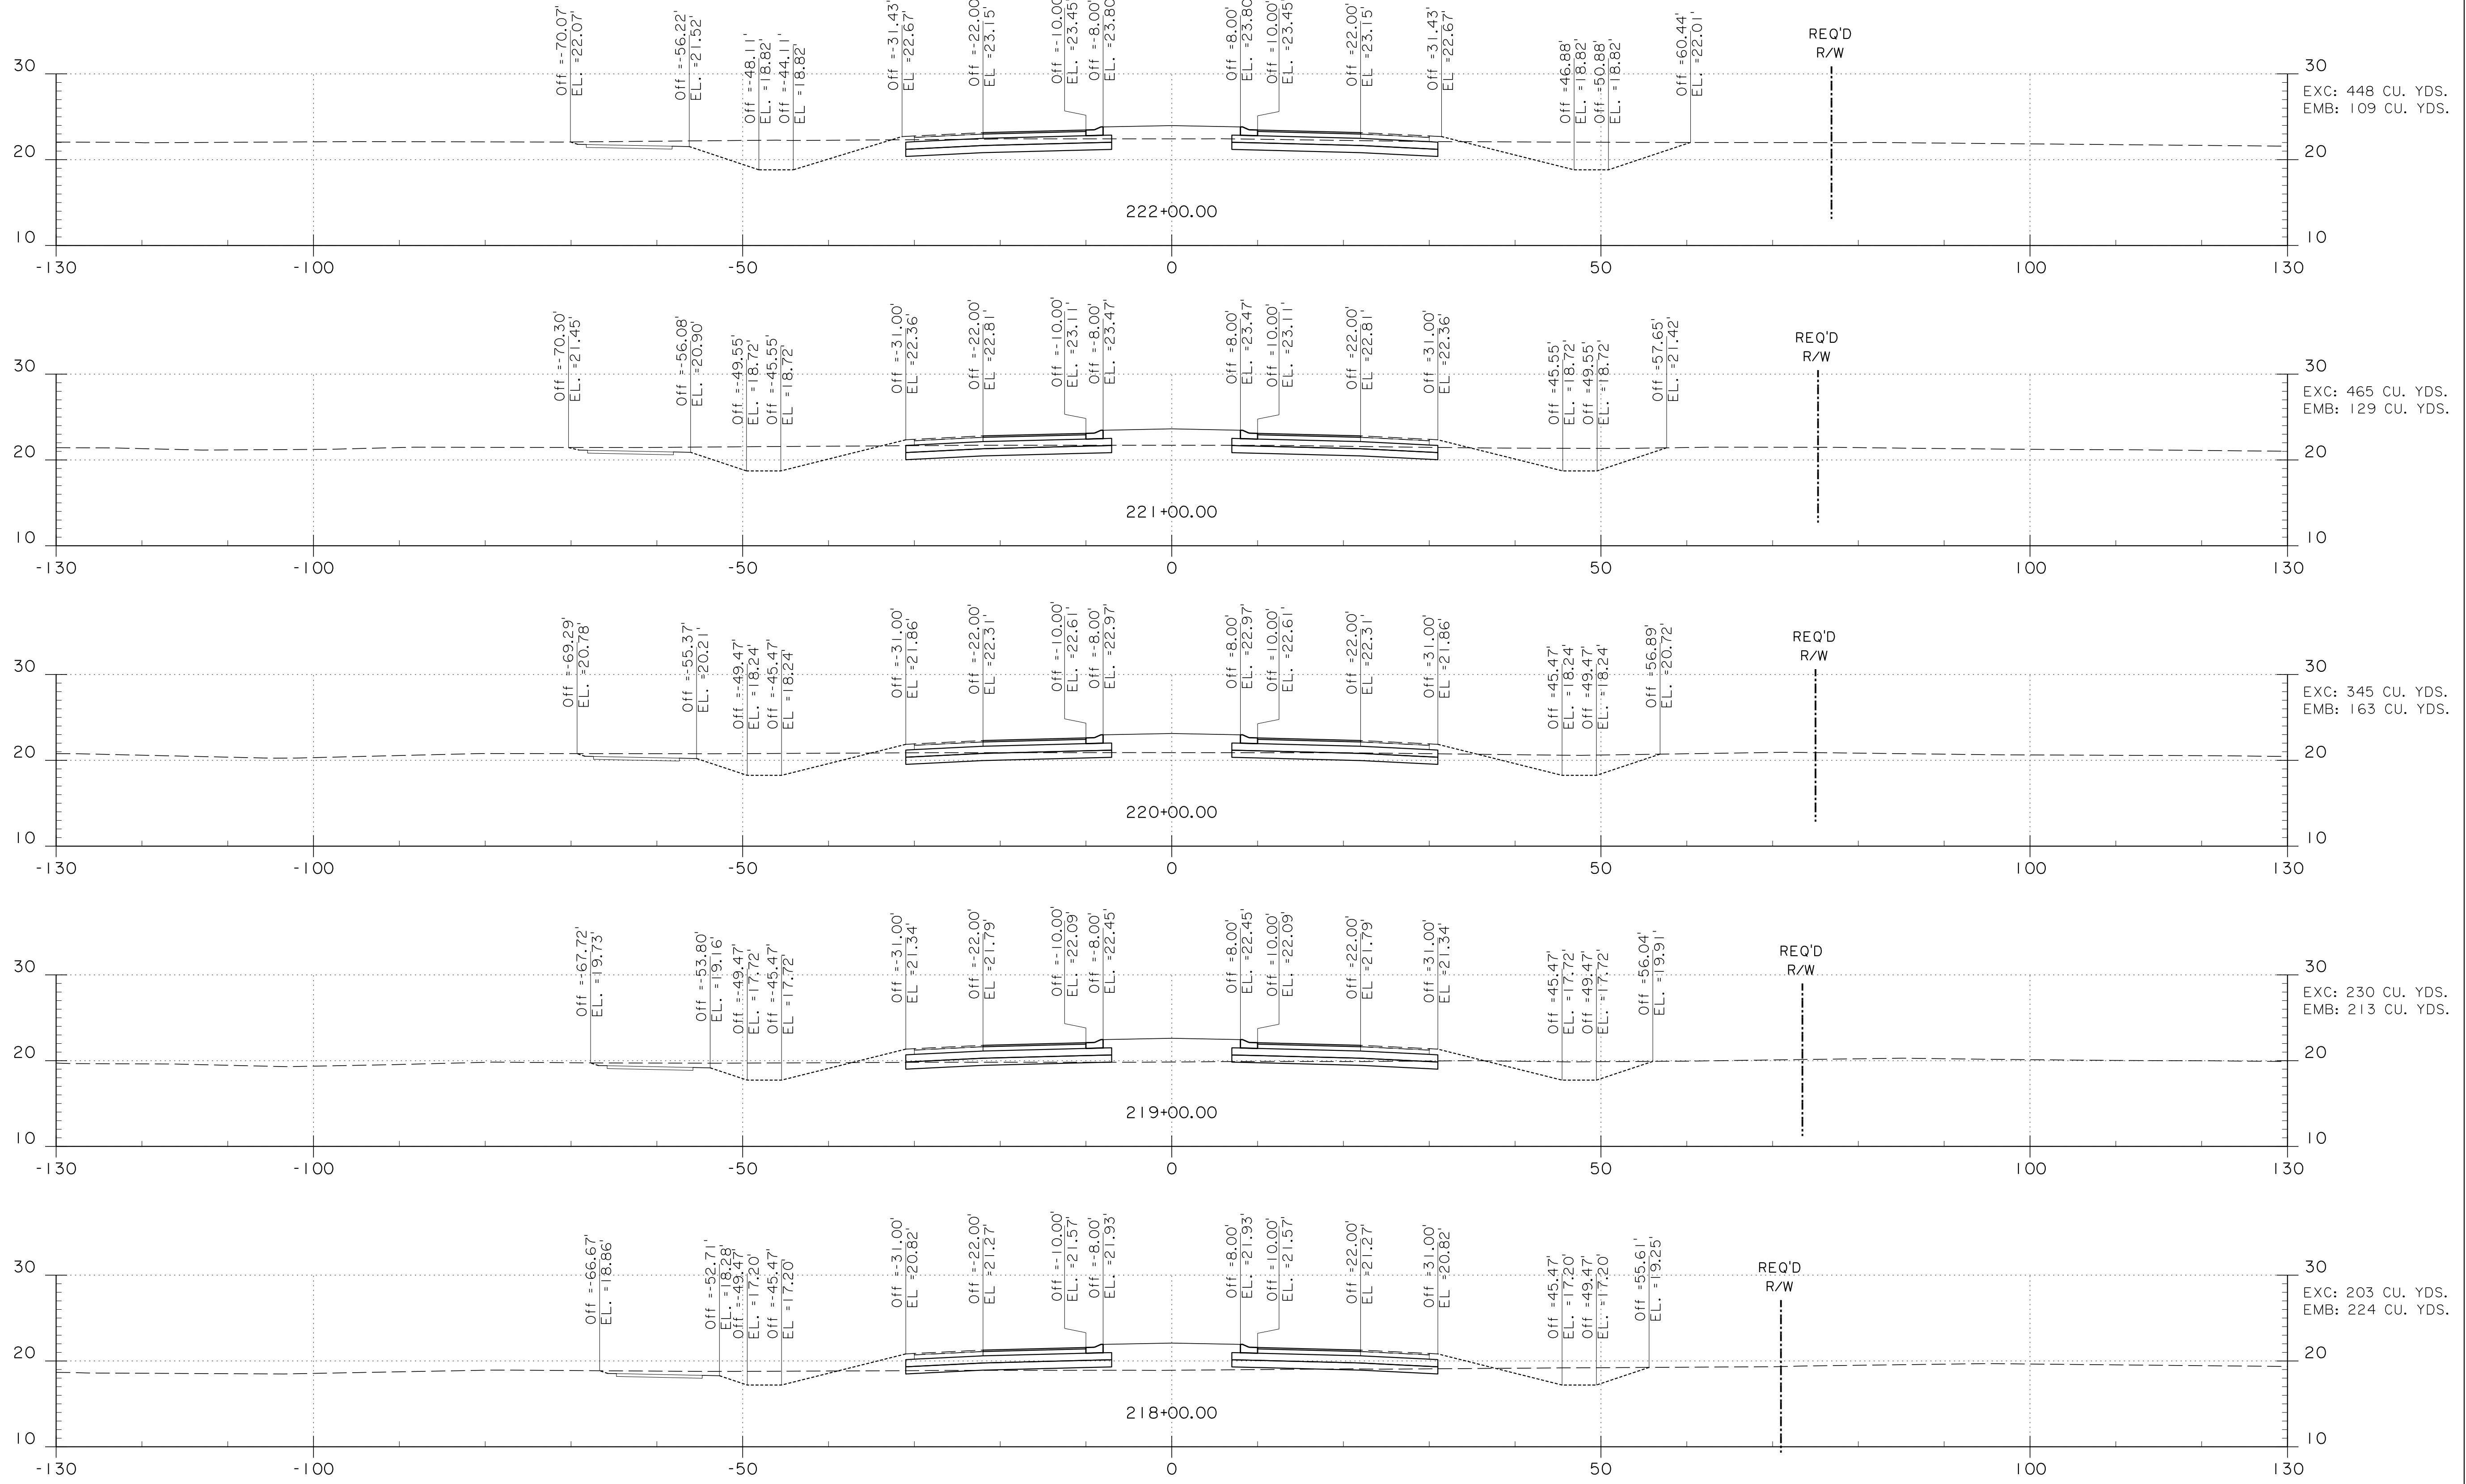 Off =-70.07'
EL. =22.07'
Off =-56.22'
EL. =21.52'
Off =-48.11'
EL. =18.82'
Off =-44.11'
EL =18.82
Off =-31.43'
EL =22.67'
Off =-22.00'
EL =23.15'
Off =-10.00'
EL. =23.45'
Off =-8.00'
EL. =23.80'
Off =8.00'
EL. =23.80'
Off =10.00'
EL. =23.45'
Off =22.00'
EL =23.15'
Off =31.43'
EL =22.67'
Off =46.88'
EL. =18.82'
Off =50.88'
EL. =18.82'
Off =60.44'
EL. =22.01'
REQ'D
R/W
30
30
EXC: 448 CU. YDS.
EMB: 109 CU. YDS.
20
20
222+00.00
10
10
-130
-100
-50
0
50
100
130
Off =-70.30'
EL. =21.45'
Off =-56.08'
EL. =20.90'
Off =-49.55'
EL. =18.72'
Off =-45.55'
EL =18.72'
Off =-31.00'
EL =22.36'
Off =-22.00'
EL =22.81'
Off =-10.00'
EL. =23.11'
Off =-8.00'
EL. =23.47'
Off =8.00'
EL. =23.47'
Off =10.00'
EL. =23.11'
Off =22.00'
EL =22.81'
Off =31.00'
EL =22.36'
Off =45.55'
EL. =18.72'
Off =49.55'
EL. =18.72'
Off =57.65'
EL. =21.42'
REQ'D
R/W
30
30
EXC: 465 CU. YDS.
EMB: 129 CU. YDS.
20
20
221+00.00
10
10
-130
-100
-50
0
50
100
130
Off =-69.29'
EL. =20.78'
Off =-55.37'
EL. =20.21'
Off =-49.47'
EL. =18.24'
Off =-45.47'
EL =18.24'
Off =-31.00'
EL =21.86'
Off =-22.00'
EL =22.31'
Off =-10.00'
EL. =22.61'
Off =-8.00'
EL. =22.97'
Off =8.00'
EL. =22.97'
Off =10.00'
EL. =22.61'
Off =22.00'
EL =22.31'
Off =31.00'
EL =21.86'
Off =45.47'
EL. =18.24'
Off =49.47'
EL. =18.24'
Off =56.89'
EL. =20.72'
REQ'D
R/W
30
30
EXC: 345 CU. YDS.
EMB: 163 CU. YDS.
20
20
220+00.00
10
10
-130
-100
-50
0
50
100
130
Off =-67.72'
EL. =19.73'
Off =-53.80'
EL. =19.16'
Off =-49.47'
EL. =17.72'
Off =-45.47'
EL =17.72'
Off =-31.00'
EL =21.34'
Off =-22.00'
EL =21.79'
Off =-10.00'
EL. =22.09'
Off =-8.00'
EL. =22.45'
Off =8.00'
EL. =22.45'
Off =10.00'
EL. =22.09'
Off =22.00'
EL =21.79'
Off =31.00'
EL =21.34'
Off =45.47'
EL. =17.72'
Off =49.47'
EL. =17.72'
Off =56.04'
EL. =19.91'
REQ'D
R/W
30
30
EXC: 230 CU. YDS.
EMB: 213 CU. YDS.
20
20
219+00.00
10
10
-130
-100
-50
0
50
100
130
Off =-66.67'
EL. =18.86'
Off =-52.71'
EL. =18.28'
Off =-49.47'
EL. =17.20'
Off =-45.47'
EL =17.20'
Off =-31.00'
EL =20.82'
Off =-22.00'
EL =21.27'
Off =-10.00'
EL. =21.57'
Off =-8.00'
EL. =21.93'
Off =8.00'
EL. =21.93'
Off =10.00'
EL. =21.57'
Off =22.00'
EL =21.27'
Off =31.00'
EL =20.82'
Off =45.47'
EL. =17.20'
Off =49.47'
EL. =17.20'
Off =55.61'
EL. =19.25'
REQ'D
R/W
30
30
EXC: 203 CU. YDS.
EMB: 224 CU. YDS.
20
20
218+00.00
10
10
-130
-100
-50
0
50
100
130